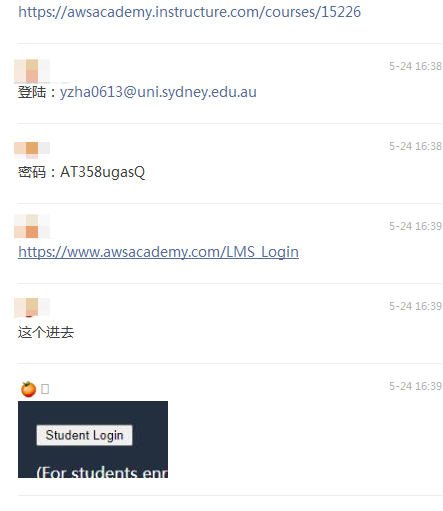 https://awsacademy.instructure.com/courses/15226
5-24 16:38
登陆：yzha0613@uni.sydney.edu.au
5-24 16:38
密码：AT358ugasQ
5-24 16:39
https://www.awsacademy.com/LMS_Login
5-24 16:39
这个进去
5-24 16:39
Student Login
(For students enr